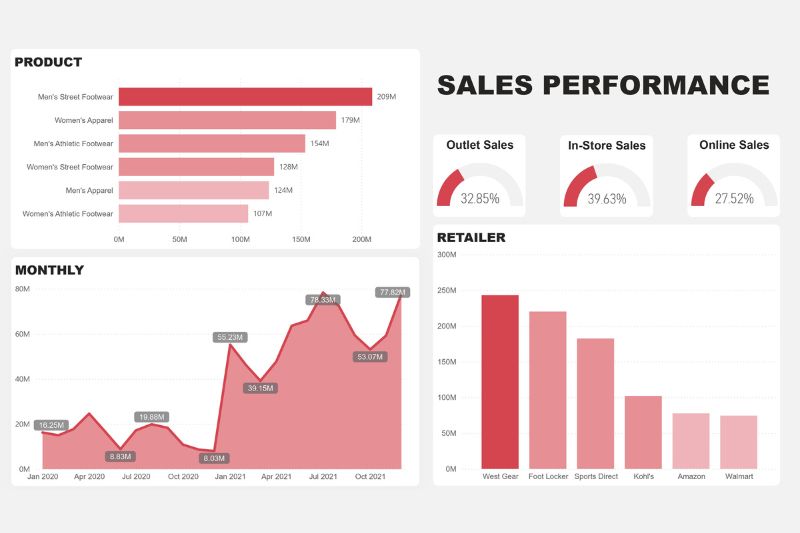 PRODUCT
Men's Street Footwear 209M
Women's Apparel 179M
Men's Athletic Footwear 154M
Women's Street Footwear 128M
Men's Apparel 124M
Women's Athletic Footwear 107M
0M 50M 100M 150M 200M
SALES PERFORMANCE
Outlet Sales In-Store Sales Online Sales
32.85% 39.63% 27.52%
MONTHLY
80M
60M
40M
20M
0M
16.25M
8.83M
19.88M
8.03M
55.23M
39.15M
78.33M
53.07M
77.82M
Jan 2020 Apr 2020 Jul 2020 Oct 2020 Jan 2021 Apr 2021 Jul 2021 Oct 2021
RETAILER
300M
250M
200M
150M
100M
50M
0M
West Gear Foot Locker Sports Direct Kohl's Amazon Walmart